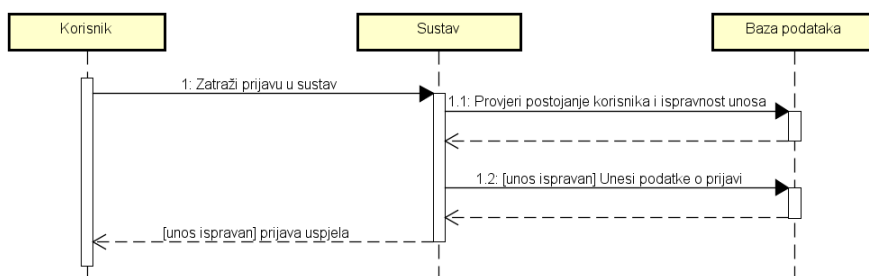 Korisnik
Sustav
Baza podataka
1: Zatraži prijavu u sustav
1.1: Provjeri postojanje korisnika i ispravnost unosa
1.2: [unos ispravan] Unesi podatke o prijavi
[unos ispravan] prijava uspjela